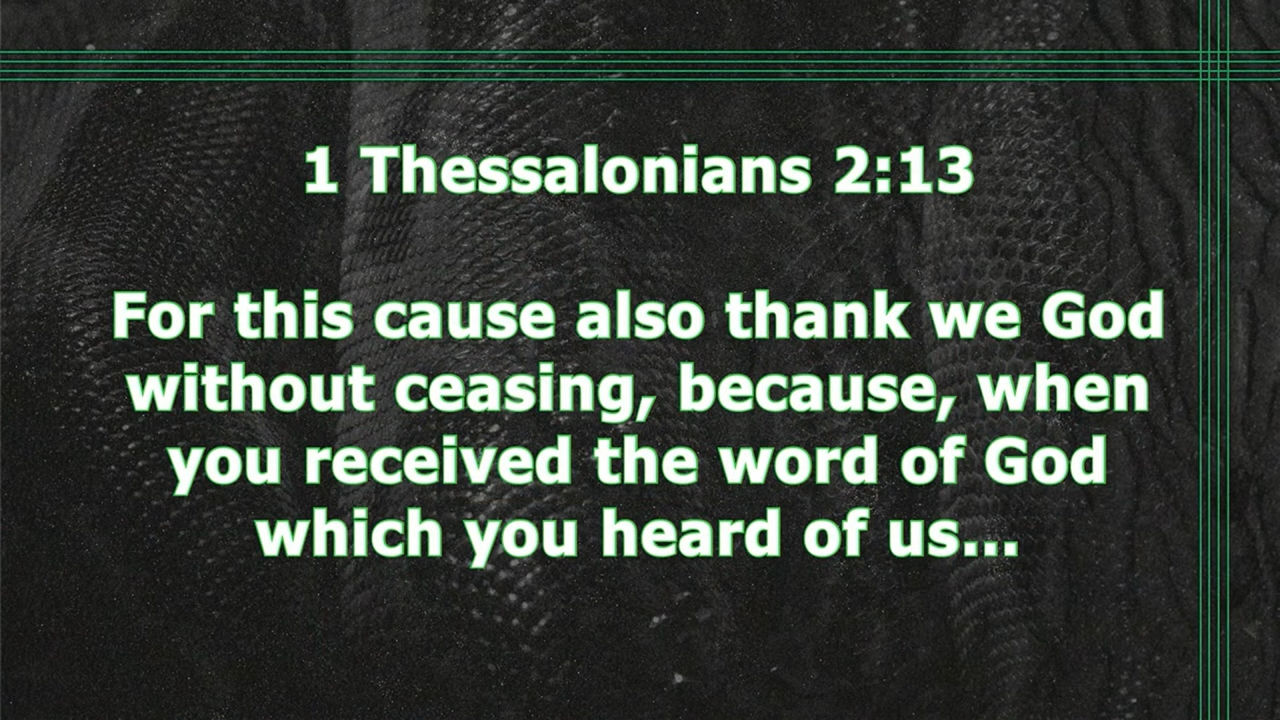 1 Thessalonians 2:13
For this cause also thank we God
without ceasing, because, when
you received the word of God
which you heard of us...